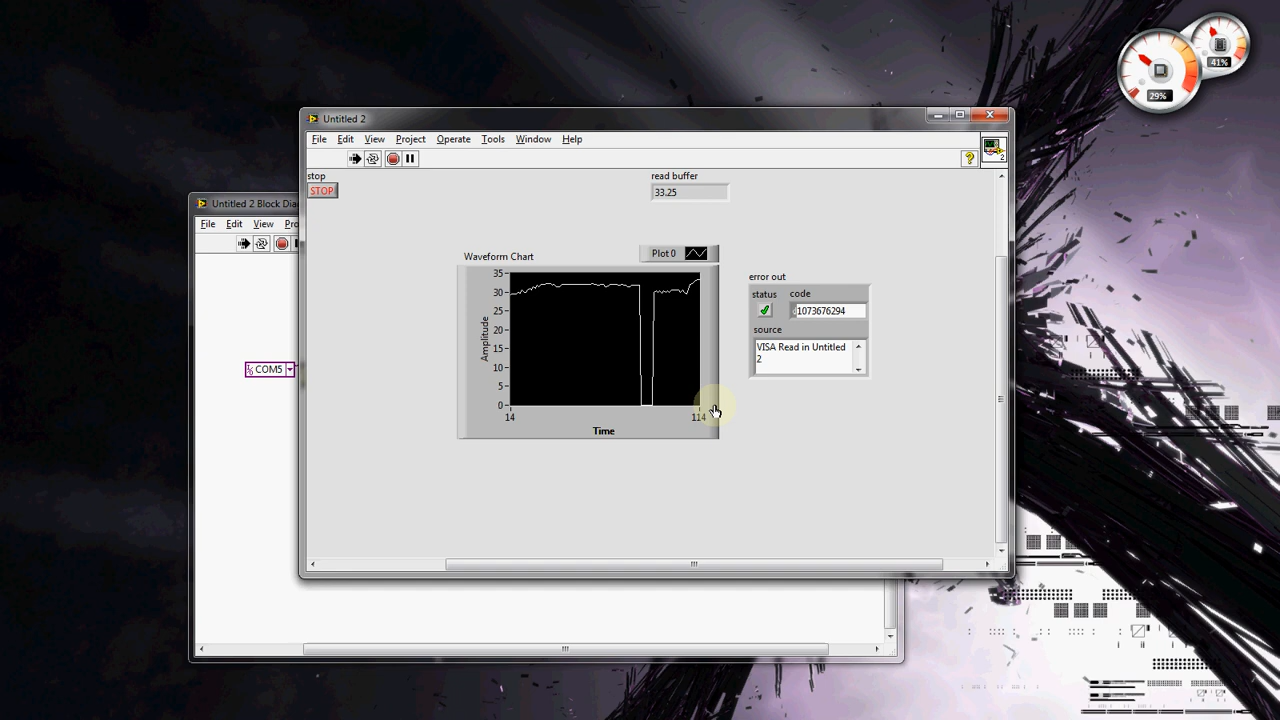 29%
41%
Untitled 2
File Edit View Project Operate Tools Window Help
2
stop
STOP
read buffer
33.25
Waveform Chart
Plot 0
35
30
25
20
15
10
5
0
Amplitude
14
114
Time
error out
status
code
1073676294
source
VISA Read in Untitled
2
Untitled 2 Block Dia
File Edit View Pro
COM5